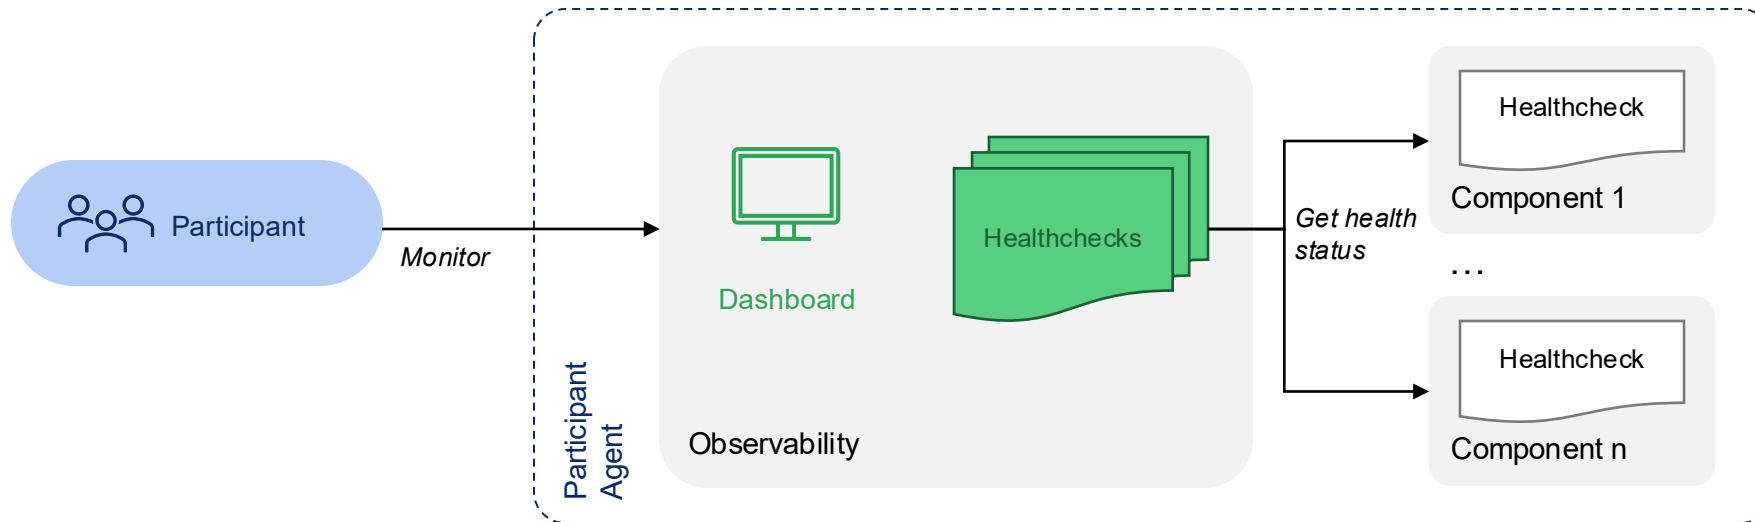 Participant
Monitor
Participant
Agent
Dashboard
Healthchecks
Observability
Get health
status
Healthcheck
Component 1
...
Healthcheck
Component n